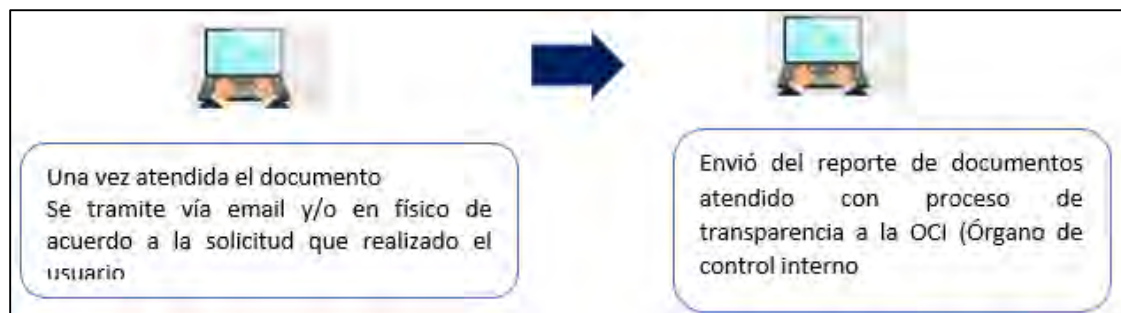 Una vez atendida el documento
Se tramite vía email y/o en físico de
acuerdo a la solicitud que realizado el
usuario
Envió del reporte de documentos
atendido con proceso de
transparencia a la OCI (Órgano de
control interno